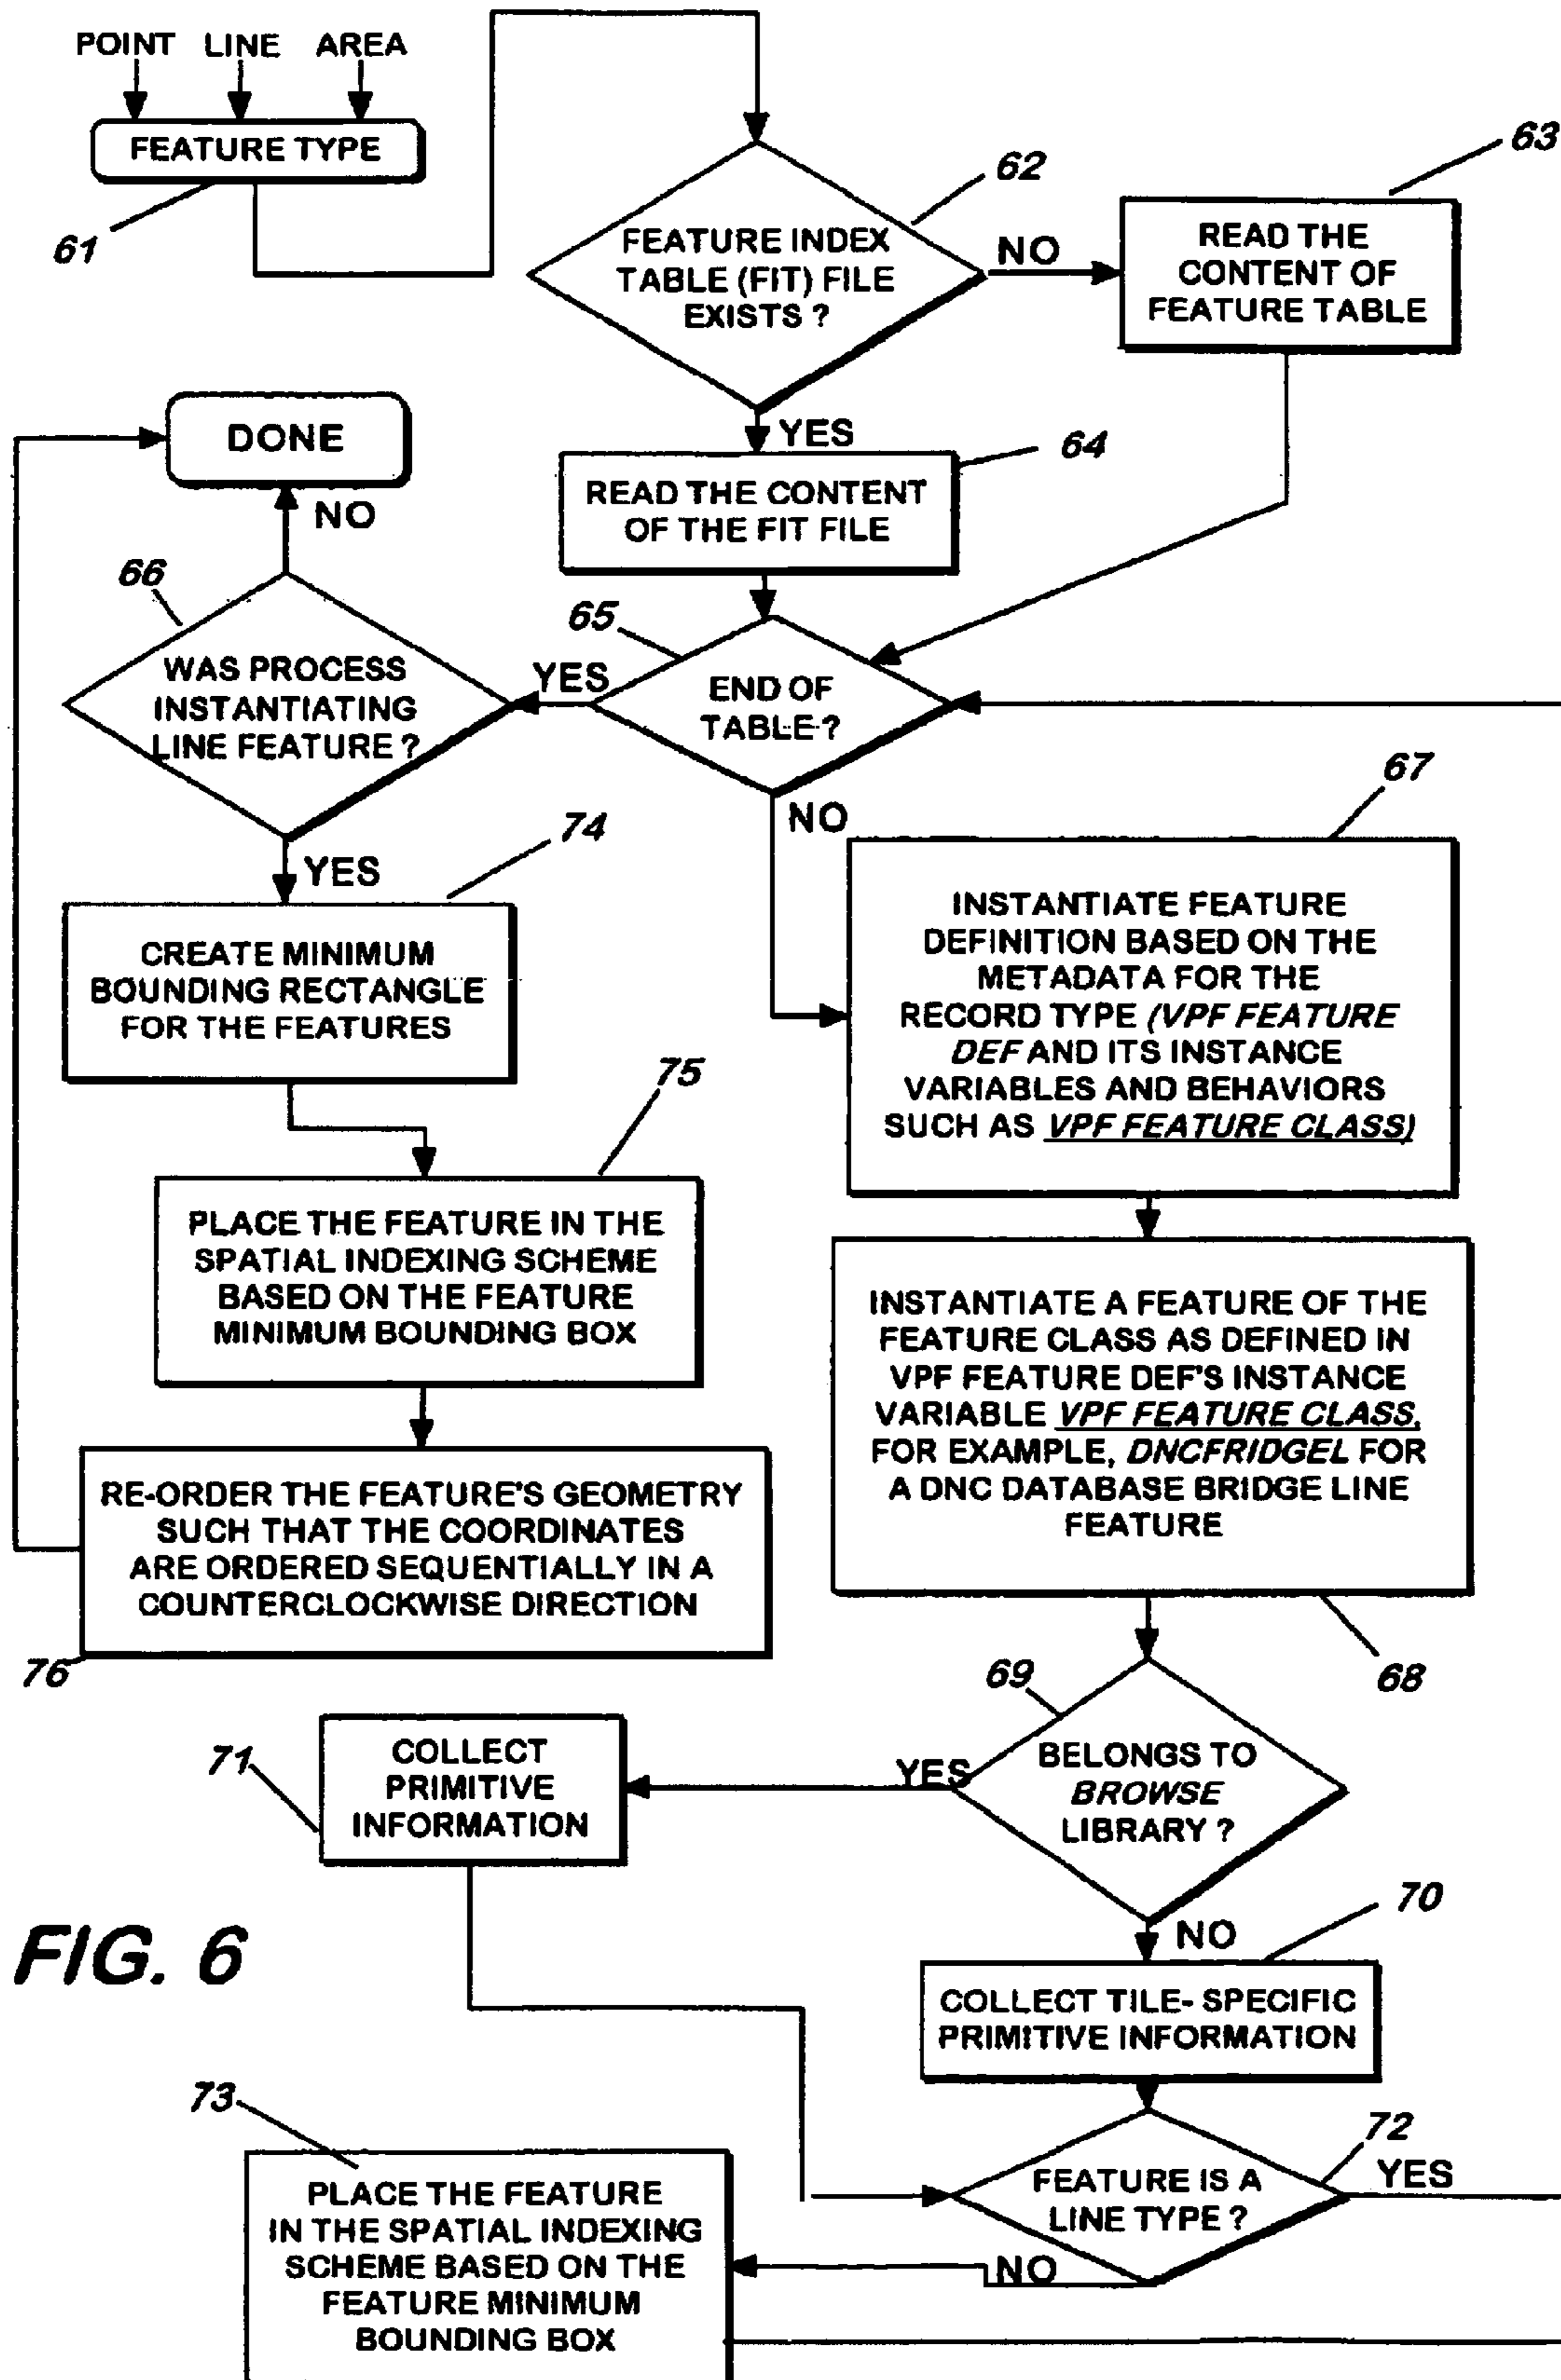 POINT LINE AREA
FEATURE TYPE
61
62
FEATURE INDEX
TABLE (FIT) FILE
EXISTS ?
NO
63
READ THE
CONTENT OF
FEATURE TABLE
YES
64
READ THE CONTENT
OF THE FIT FILE
DONE
NO
66
WAS PROCESS
INSTANTIATING
LINE FEATURE ?
YES
65
END OF
TABLE ?
NO
67
INSTANTIATE FEATURE
DEFINITION BASED ON THE
METADATA FOR THE
RECORD TYPE (VPF FEATURE
DEF AND ITS INSTANCE
VARIABLES AND BEHAVIORS
SUCH AS VPF FEATURE CLASS)
YES
74
CREATE MINIMUM
BOUNDING RECTANGLE
FOR THE FEATURES
75
PLACE THE FEATURE IN THE
SPATIAL INDEXING SCHEME
BASED ON THE FEATURE
MINIMUM BOUNDING BOX
INSTANTIATE A FEATURE OF THE
FEATURE CLASS AS DEFINED IN
VPF FEATURE DEF'S INSTANCE
VARIABLE VPF FEATURE CLASS,
FOR EXAMPLE, DNCFRIDGEL FOR
A DNC DATABASE BRIDGE LINE
FEATURE
68
RE-ORDER THE FEATURE'S GEOMETRY
SUCH THAT THE COORDINATES
ARE ORDERED SEQUENTIALLY IN A
COUNTERCLOCKWISE DIRECTION
76
69
BELONGS TO
BROWSE
LIBRARY ?
YES
71
COLLECT
PRIMITIVE
INFORMATION
NO
70
COLLECT TILE- SPECIFIC
PRIMITIVE INFORMATION
FIG. 6
72
FEATURE IS A
LINE TYPE ?
YES
NO
73
PLACE THE FEATURE
IN THE SPATIAL INDEXING
SCHEME BASED ON THE
FEATURE MINIMUM
BOUNDING BOX